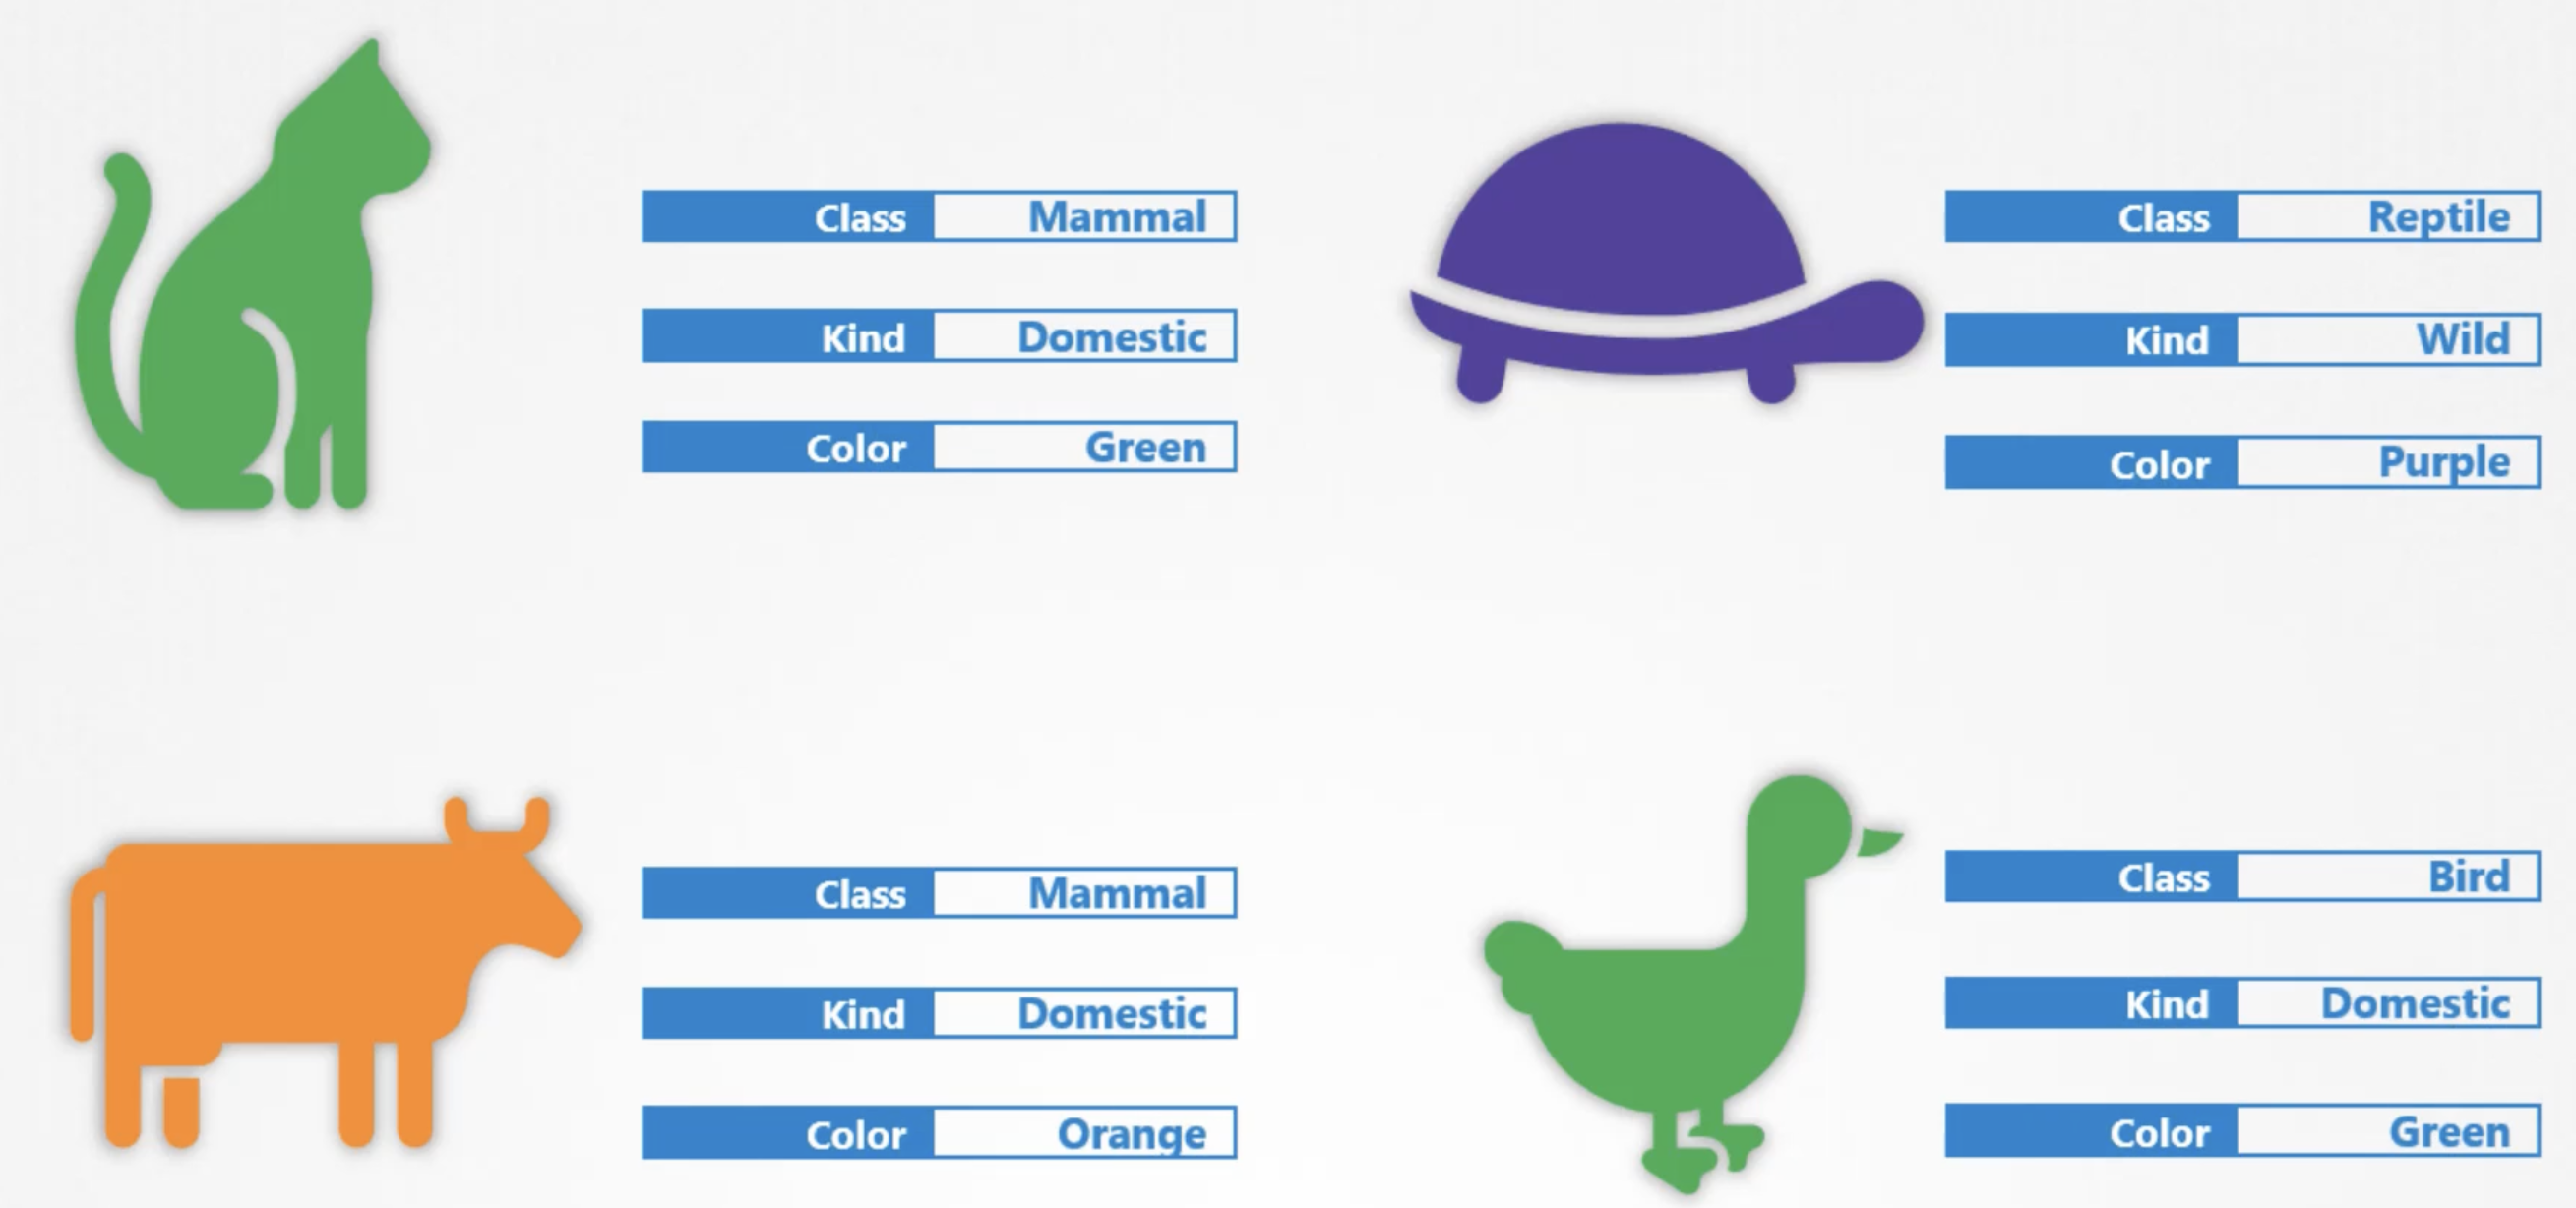 Class Mammal
Kind Domestic
Color Green
Class Reptile
Kind Wild
Color Purple
Class Mammal
Kind Domestic
Color Orange
Class Bird
Kind Domestic
Color Green